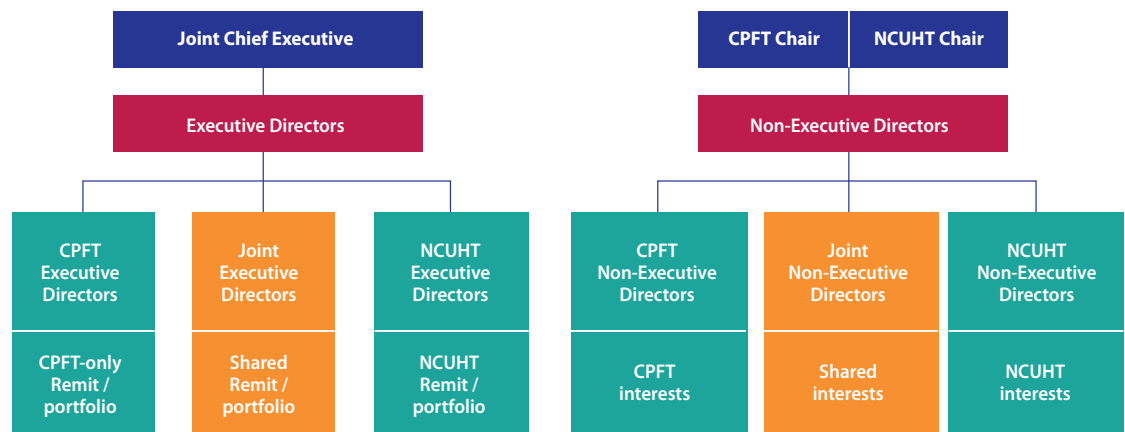 Joint Chief Executive
Executive Directors
CPFT
Executive
Directors
CPFT-only
Remit /
portfolio
Joint
Executive
Directors
Shared
Remit /
portfolio
NCUHT
Executive
Directors
NCUHT
Remit /
portfolio
CPFT Chair
NCUHT Chair
Non-Executive Directors
CPFT
Non-Executive
Directors
CPFT
interests
Joint
Non-Executive
Directors
Shared
interests
NCUHT
Non-Executive
Directors
NCUHT
interests